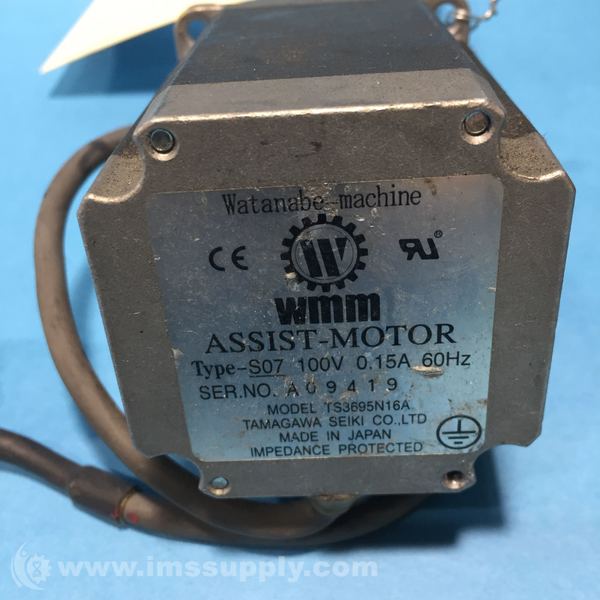 Watanabe-machine
CE
W
RU®
wmm
ASSIST-MOTOR
Type-S07 100V 0.15A 60Hz
SER.NO. A09419
MODEL TS3695N16A
TAMAGAWA SEIKI CO.,LTD
MADE IN JAPAN
IMPEDANCE PROTECTED
www.imssupply.com